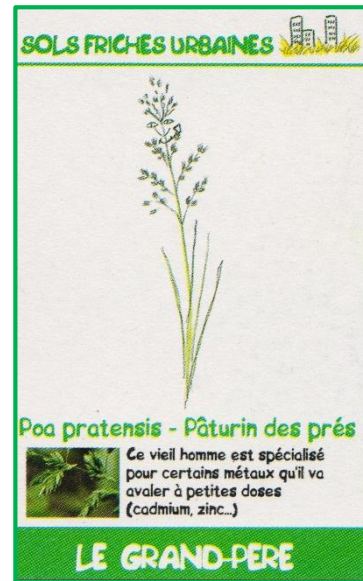 SOLS FRICHES URBAINES
Poa pratensis - Pâturin des prés
Ce vieil homme est spécialisé
pour certains métaux qu'il va
avaler à petites doses
(cadmium, zinc...)
LE GRAND-PERE